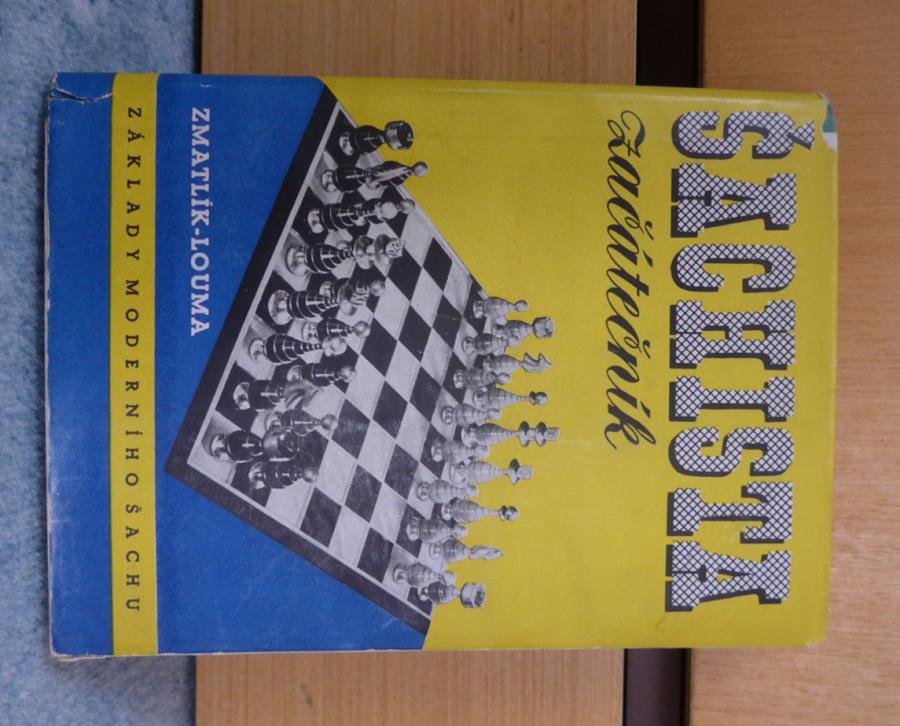 ŠACHISTA
začátečník
ZMATLÍK-LOUMA
ZÁKLADY MODERNÍHO ŠACHU